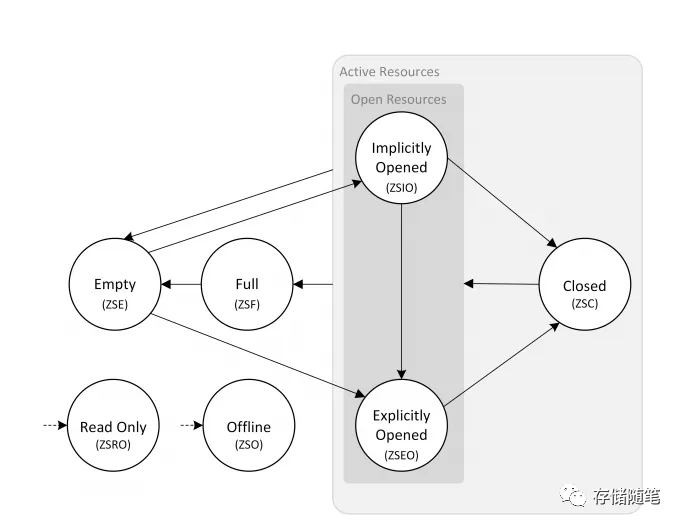 Active Resources
Open Resources
Implicitly
Opened
(ZSIO)
Empty
(ZSE)
Full
(ZSF)
Closed
(ZSC)
Read Only
(ZSRO)
Offline
(ZSO)
Explicitly
Opened
(ZSEO)
存储随笔